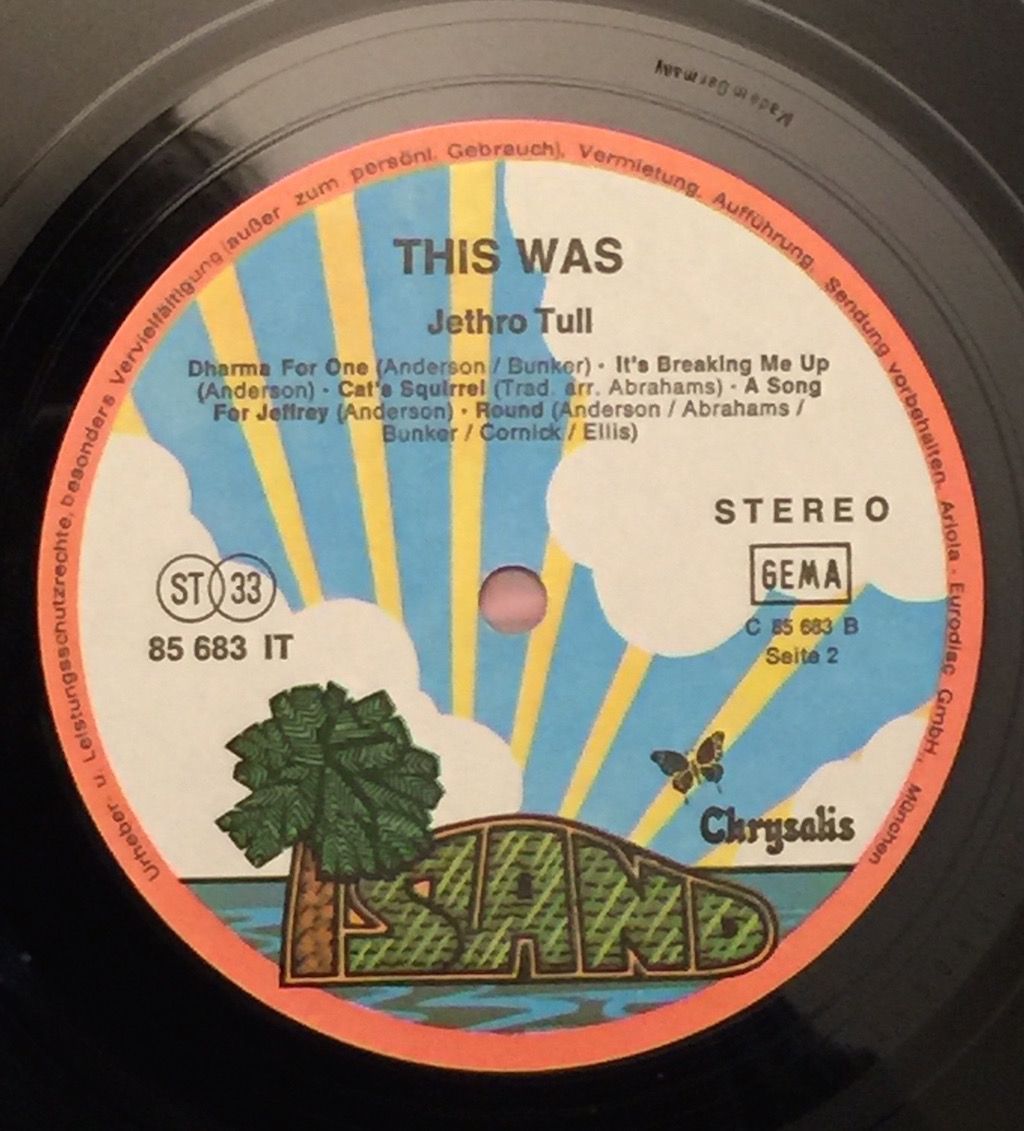 Made in Germany
Urheber u. Leistungsschutzrechte, besonders Vervielfältigung (außer zum persönl. Gebrauch), Vermietung, Aufführung, Sendung vorbehalten. Ariola - Eurodisc GmbH., München
THIS WAS
Jethro Tull
Dharma For One (Anderson / Bunker) · It's Breaking Me Up
(Anderson) · Cat's Squirrel (Trad. arr. Abrahams) · A Song
For Jeffrey (Anderson) · Round (Anderson / Abrahams /
Bunker / Cornick / Ellis)
STEREO
GEMA
C 85 683 B
Seite 2
ST 33
85 683 IT
Chrysalis
ISLAND